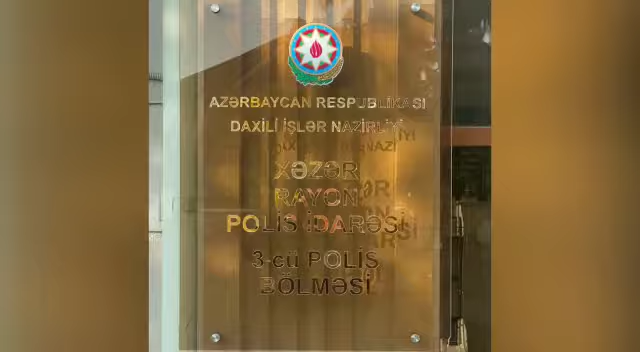 AZƏRBAYCAN RESPUBLİKASI
DAXİLİ İŞLƏR NAZİRLİYİ
XƏZƏR
RAYON
POLİS İDARƏSİ
3-cü POLİS
BÖLMƏSİ